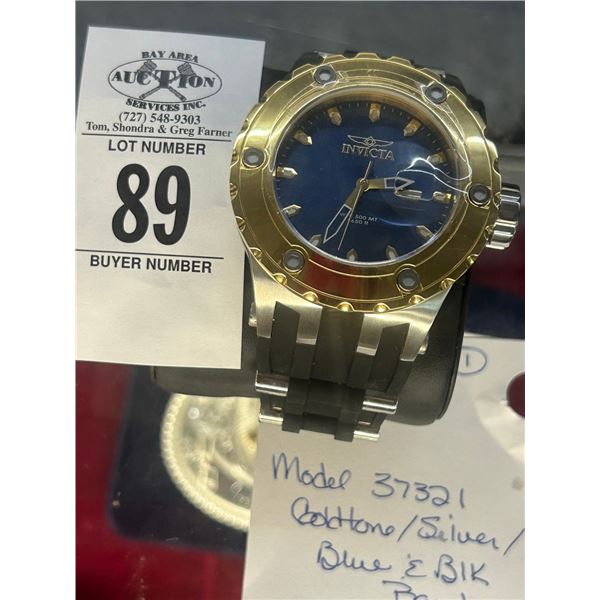 BAY AREA
AUCTION
SERVICES INC.
(727) 548-9303
Tom, Shondra & Greg Farner
LOT NUMBER
89
BUYER NUMBER
INVICTA
500 MT
1
Model 37321
Goldtone/Silver/
Blue & Blk